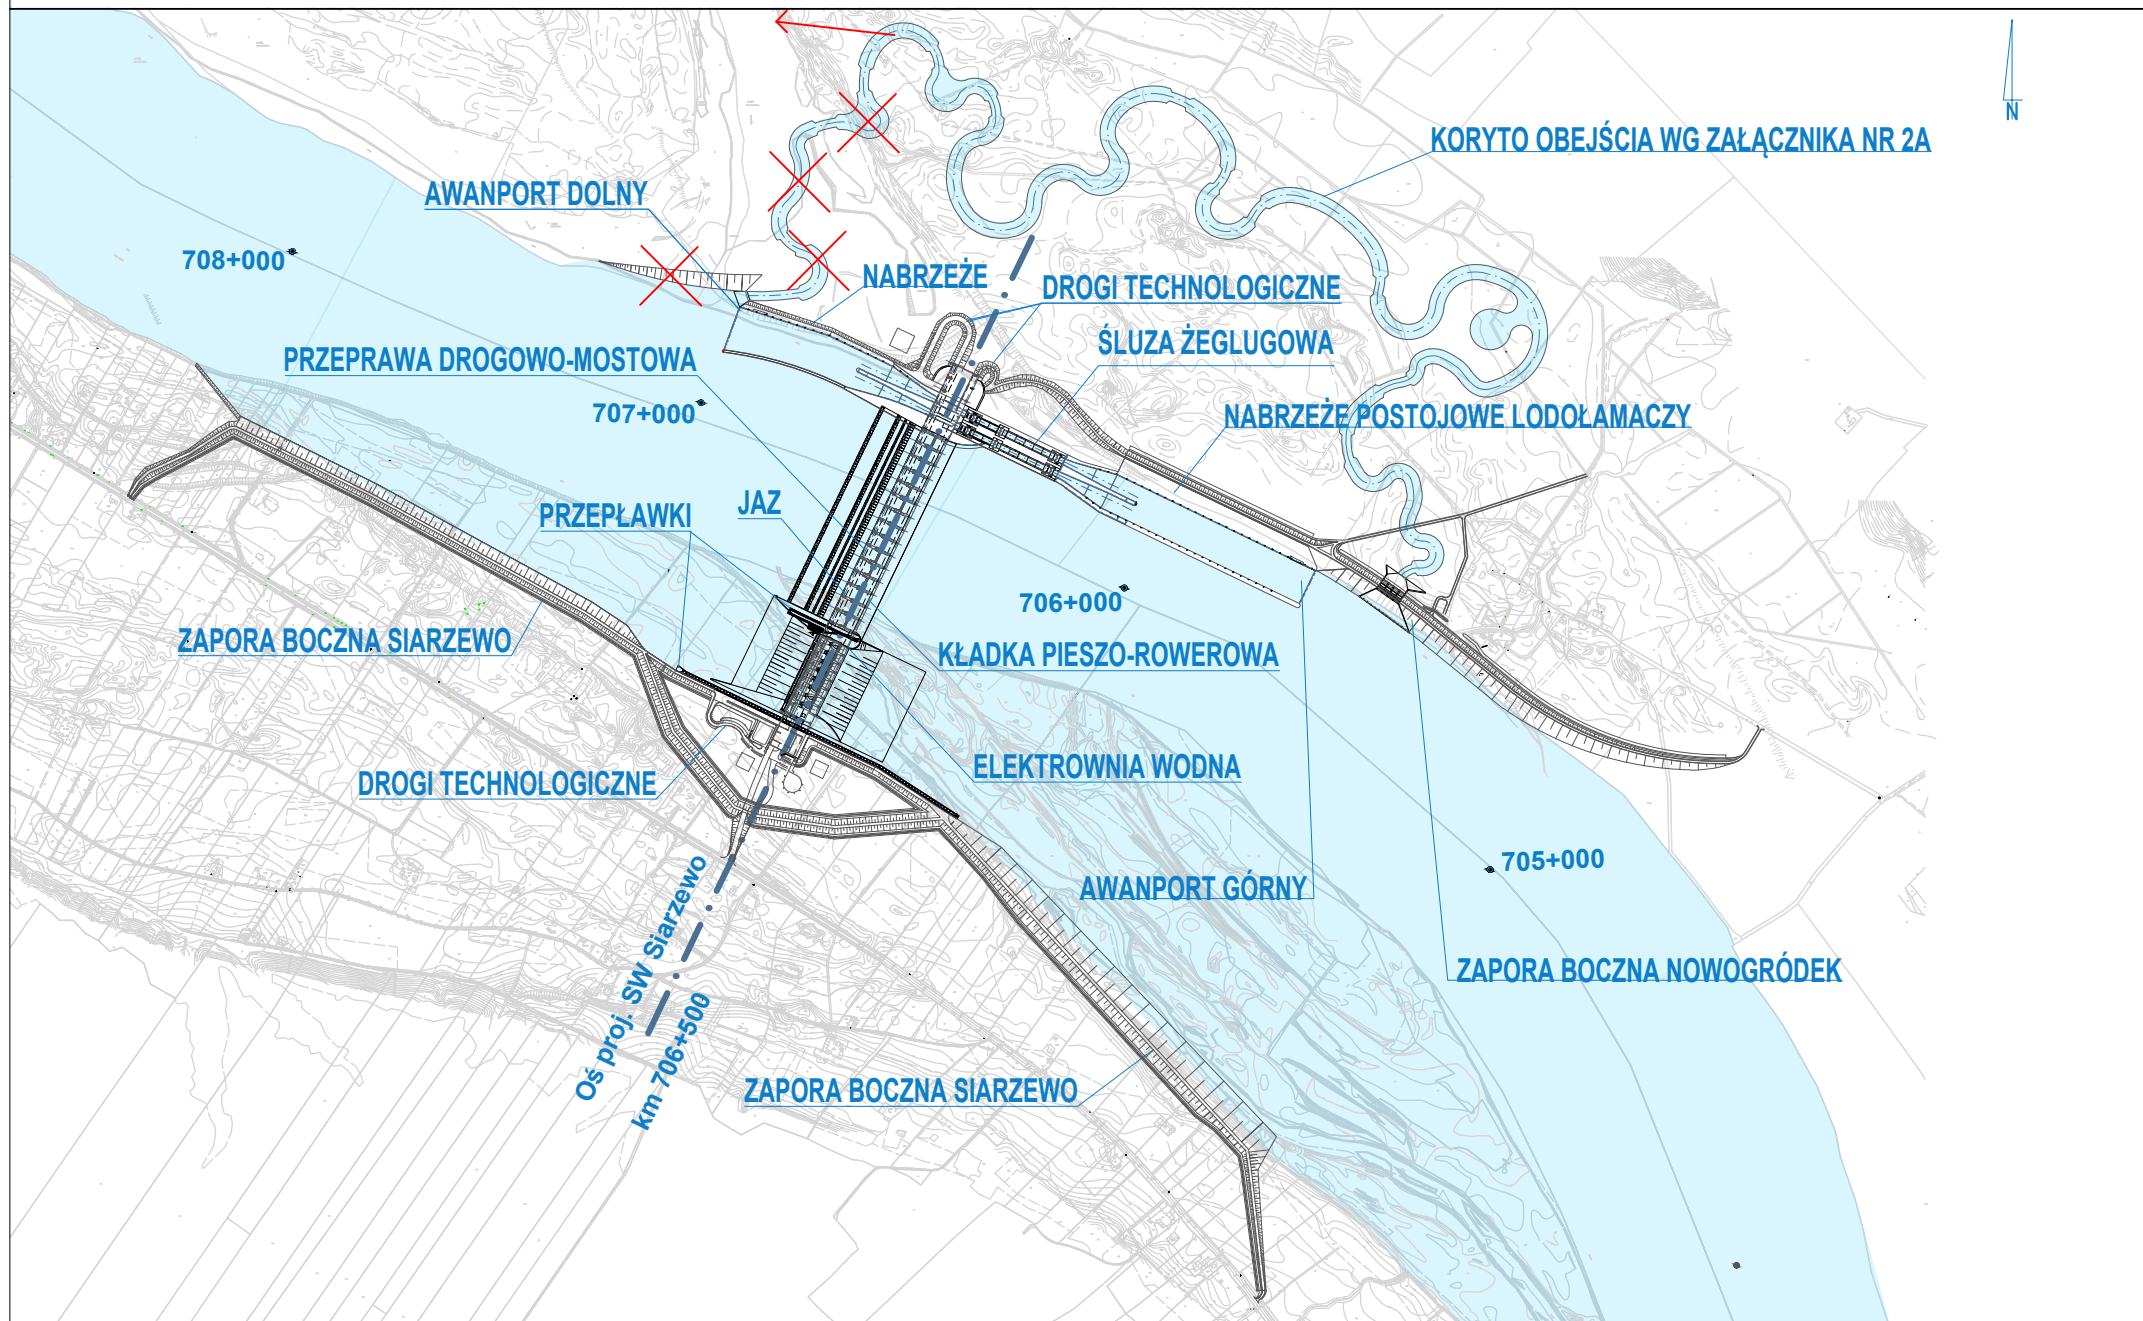 N
KORYTO OBEJŚCIA WG ZAŁĄCZNIKA NR 2A
AWANPORT DOLNY
708+000
NABRZEŻE
DROGI TECHNOLOGICZNE
ŚLUZA ŻEGLUGOWA
PRZEPRAWA DROGOWO-MOSTOWA
707+000
NABRZEŻE POSTOJOWE LODOŁAMACZY
JAZ
PRZEPŁAWKI
706+000
ZAPORA BOCZNA SIARZEWO
KŁADKA PIESZO-ROWEROWA
ELEKTROWNIA WODNA
DROGI TECHNOLOGICZNE
705+000
AWANPORT GÓRNY
ZAPORA BOCZNA NOWOGRÓDEK
Oś proj. SW Siarzewo
km 706+500
ZAPORA BOCZNA SIARZEWO